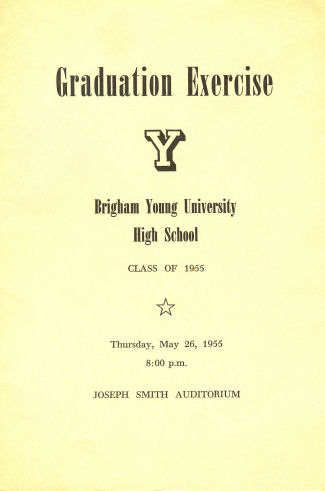 Graduation Exercise
Y
Brigham Young University
High School
CLASS OF 1955
Thursday, May 26, 1955
8:00 p.m.
JOSEPH SMITH AUDITORIUM